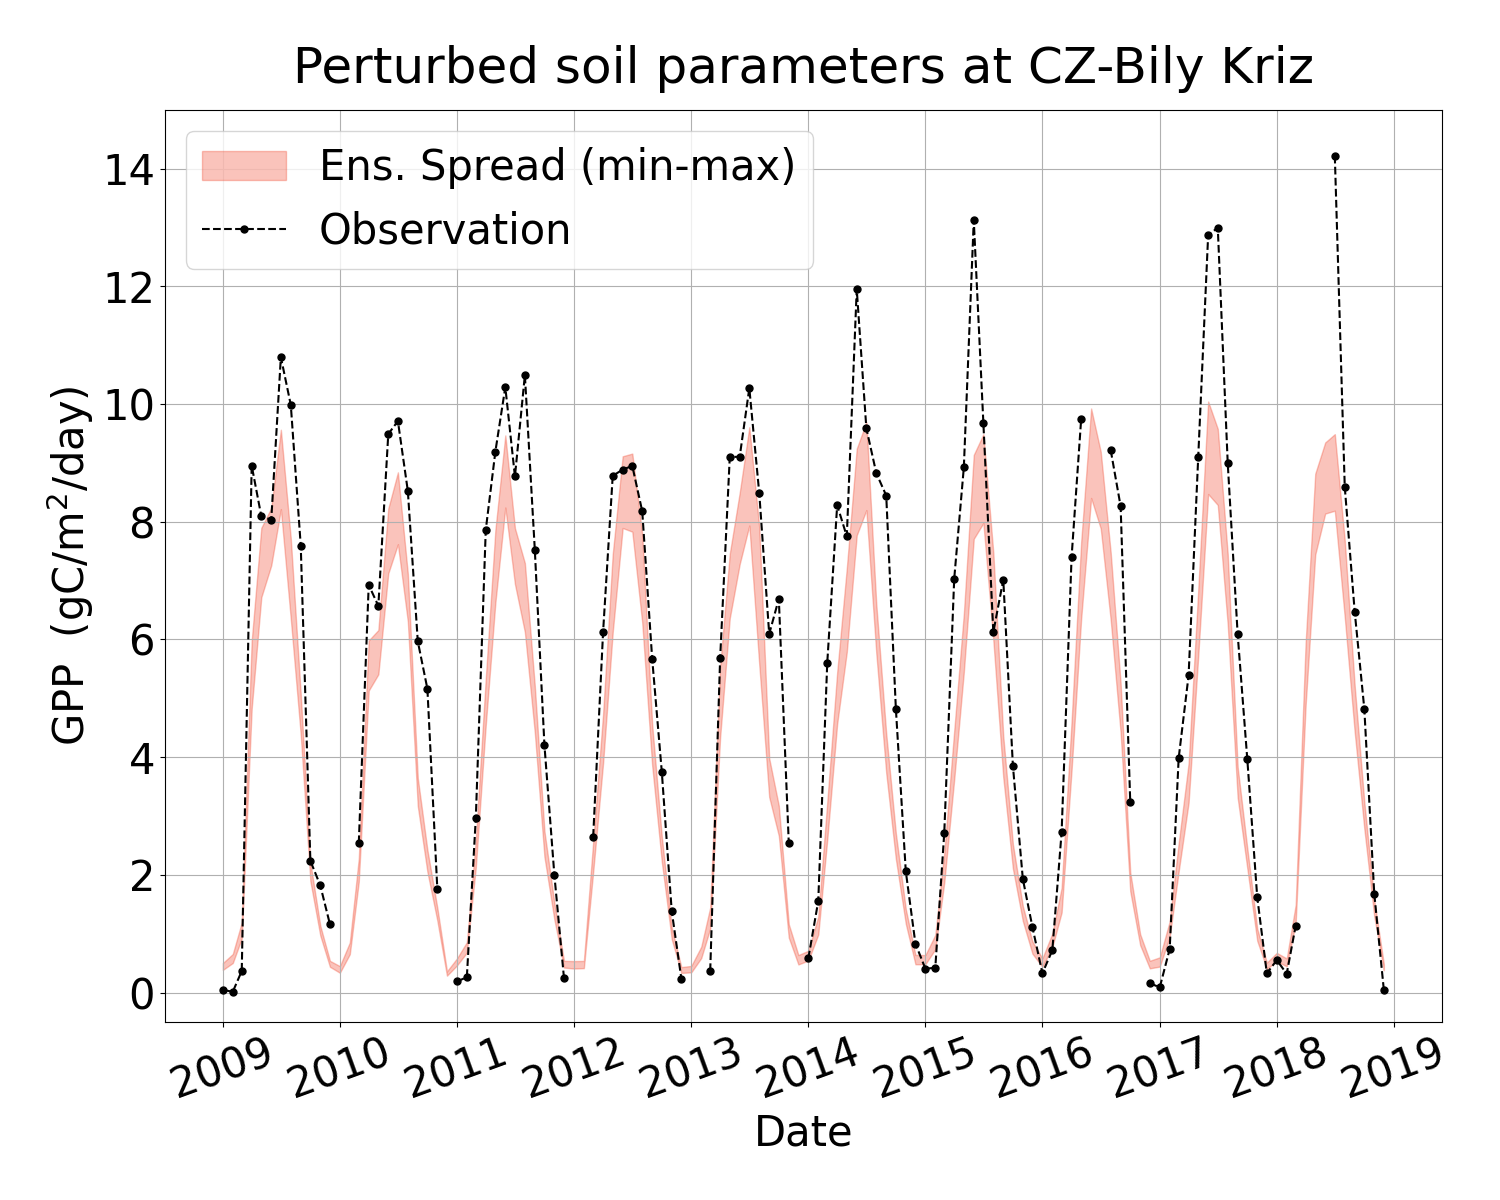 Perturbed soil parameters at CZ-Bily Kriz
Ens. Spread (min-max)
Observation
14
12
10
8
6
4
2
0
GPP (gC/m²/day)
2009 2010 2011 2012 2013 2014 2015 2016 2017 2018 2019
Date